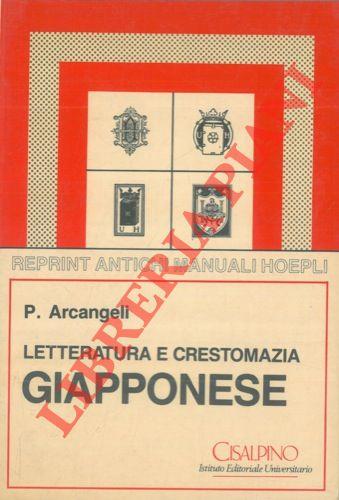 REPRINT ANTICHI MANUALI HOEPLI
P. Arcangeli
LETTERATURA E CRESTOMAZIA
GIAPPONESE
CISALPINO
Istituto Editoriale Universitario
LIBRERIA PIANI
U H